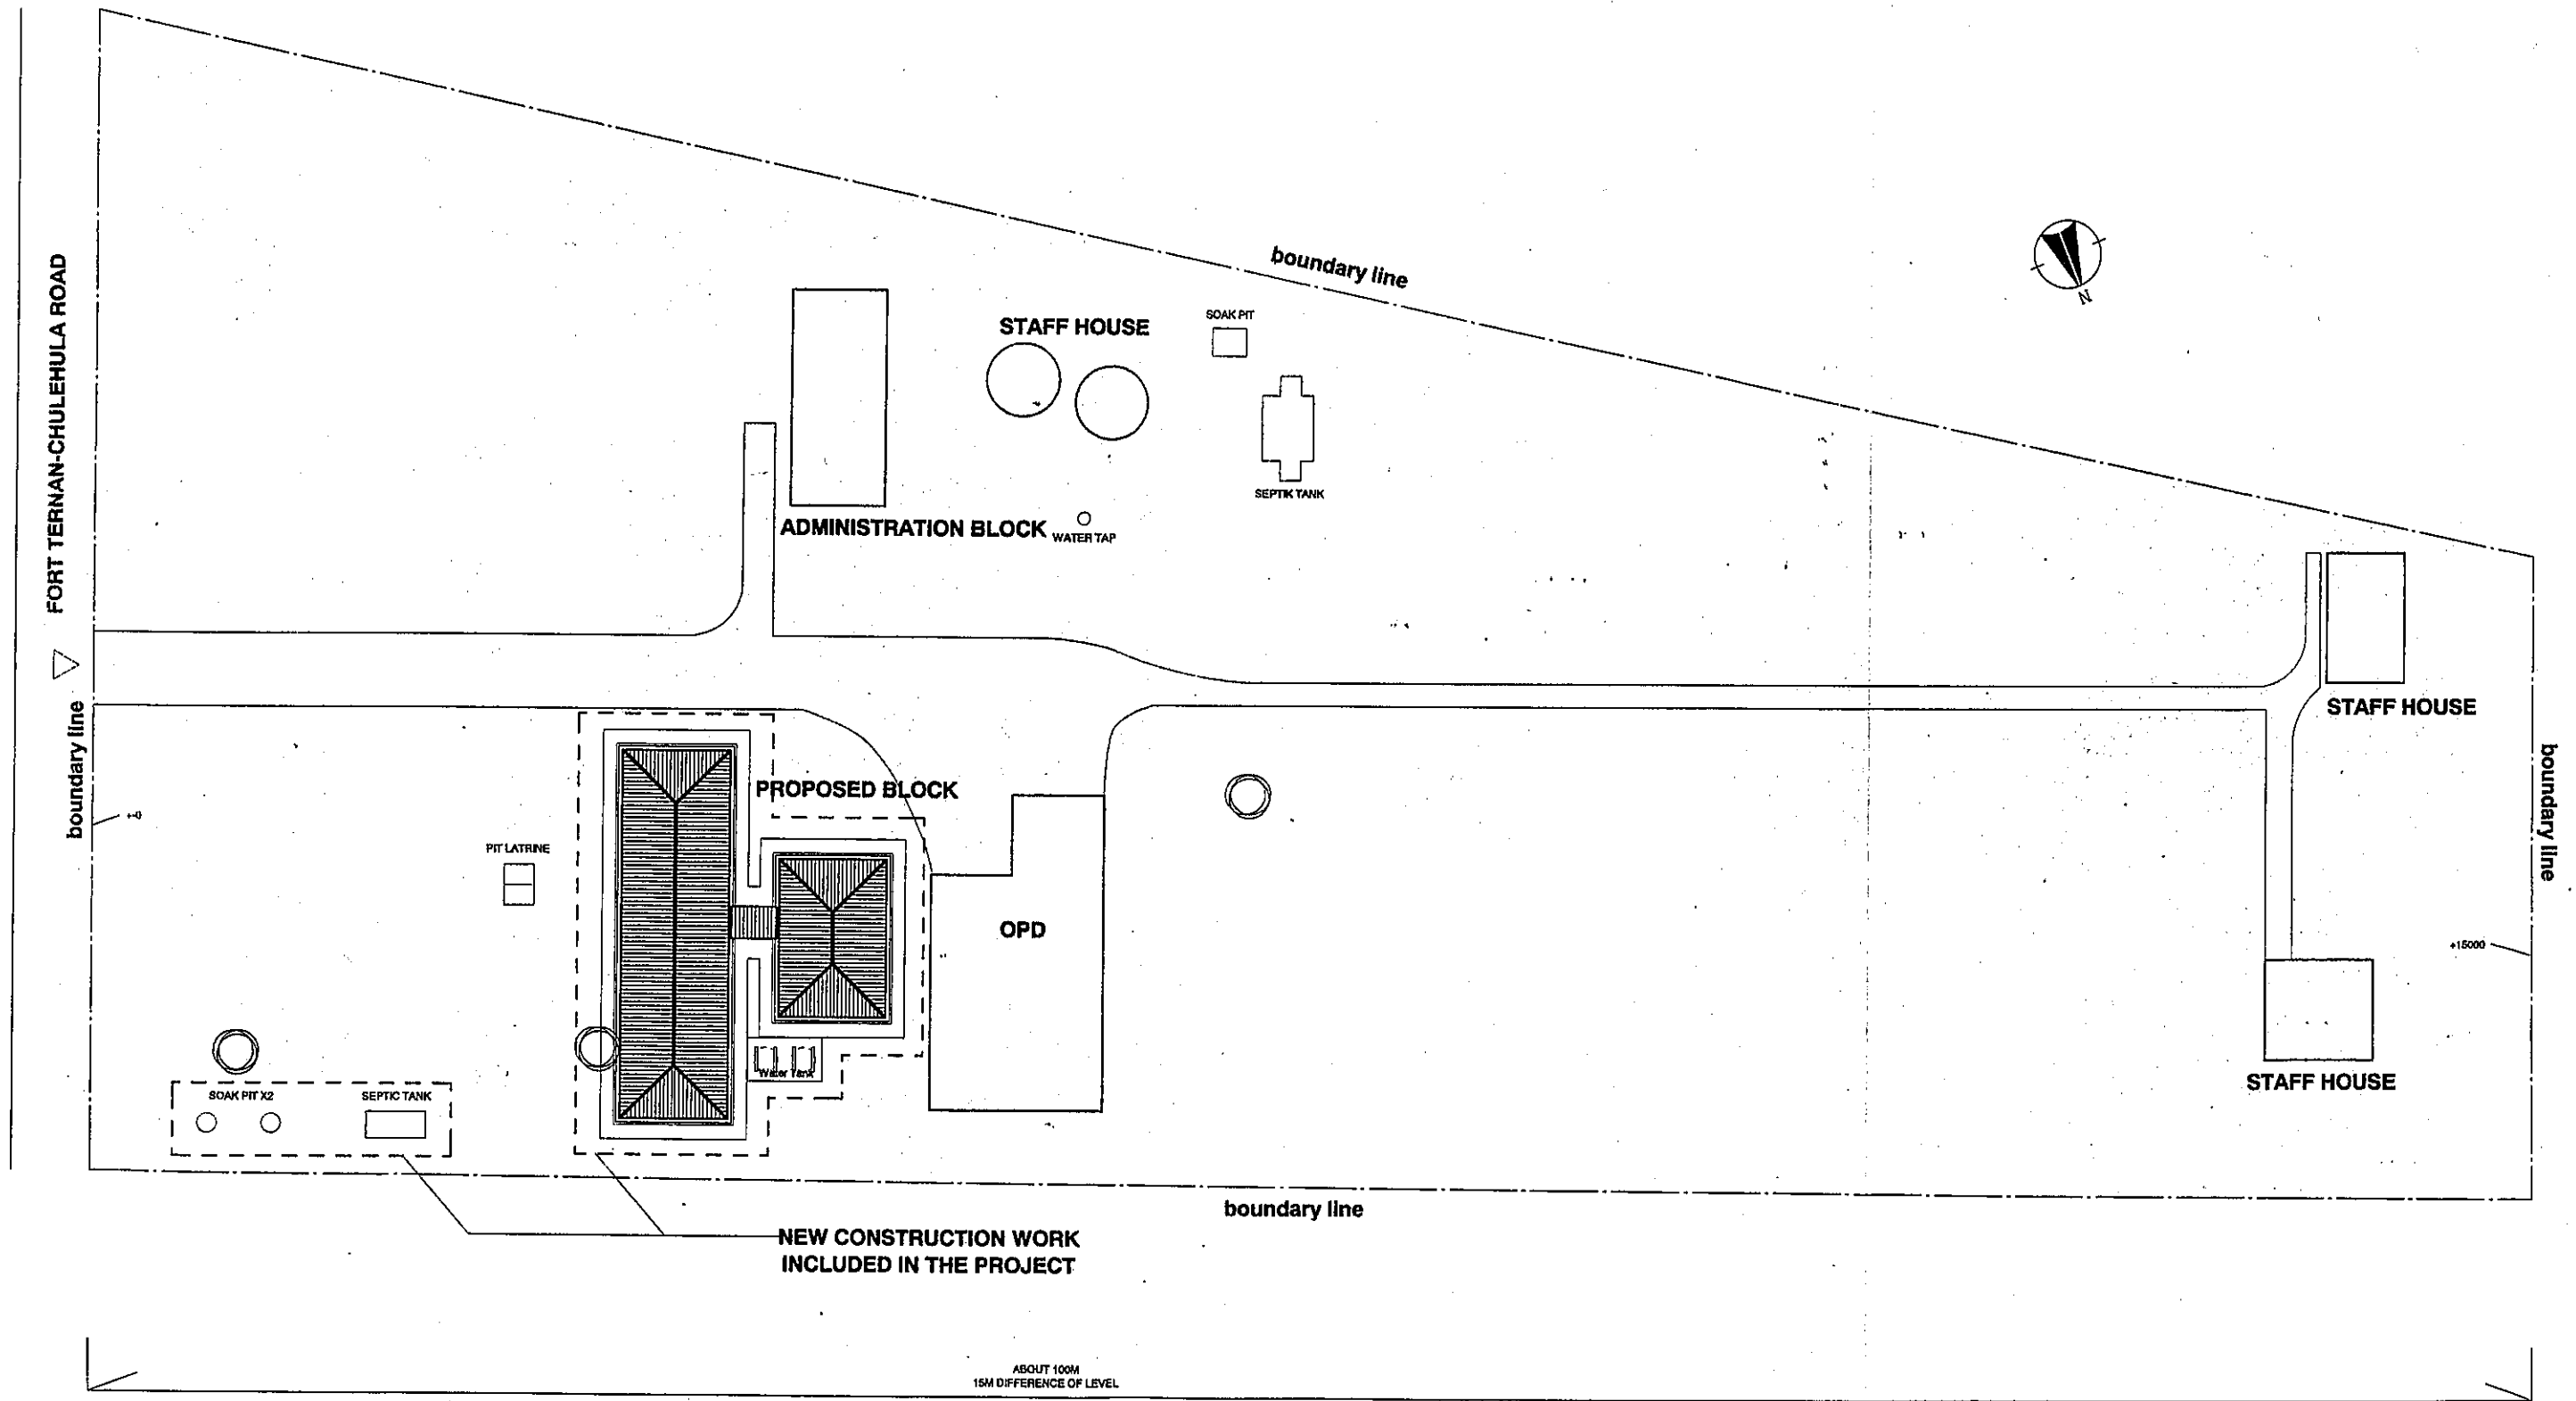 boundary line
N
FORT TERNAN-CHULEHULA ROAD
SOAK PIT
STAFF HOUSE
SEPTIK TANK
ADMINISTRATION BLOCK
WATER TAP
STAFF HOUSE
boundary line
boundary line
PROPOSED BLOCK
+-0
PIT LATRINE
OPD
+15000
Water Tank
STAFF HOUSE
SOAK PIT X2
SEPTIC TANK
boundary line
NEW CONSTRUCTION WORK
INCLUDED IN THE PROJECT
ABOUT 100M
15M DIFFERENCE OF LEVEL